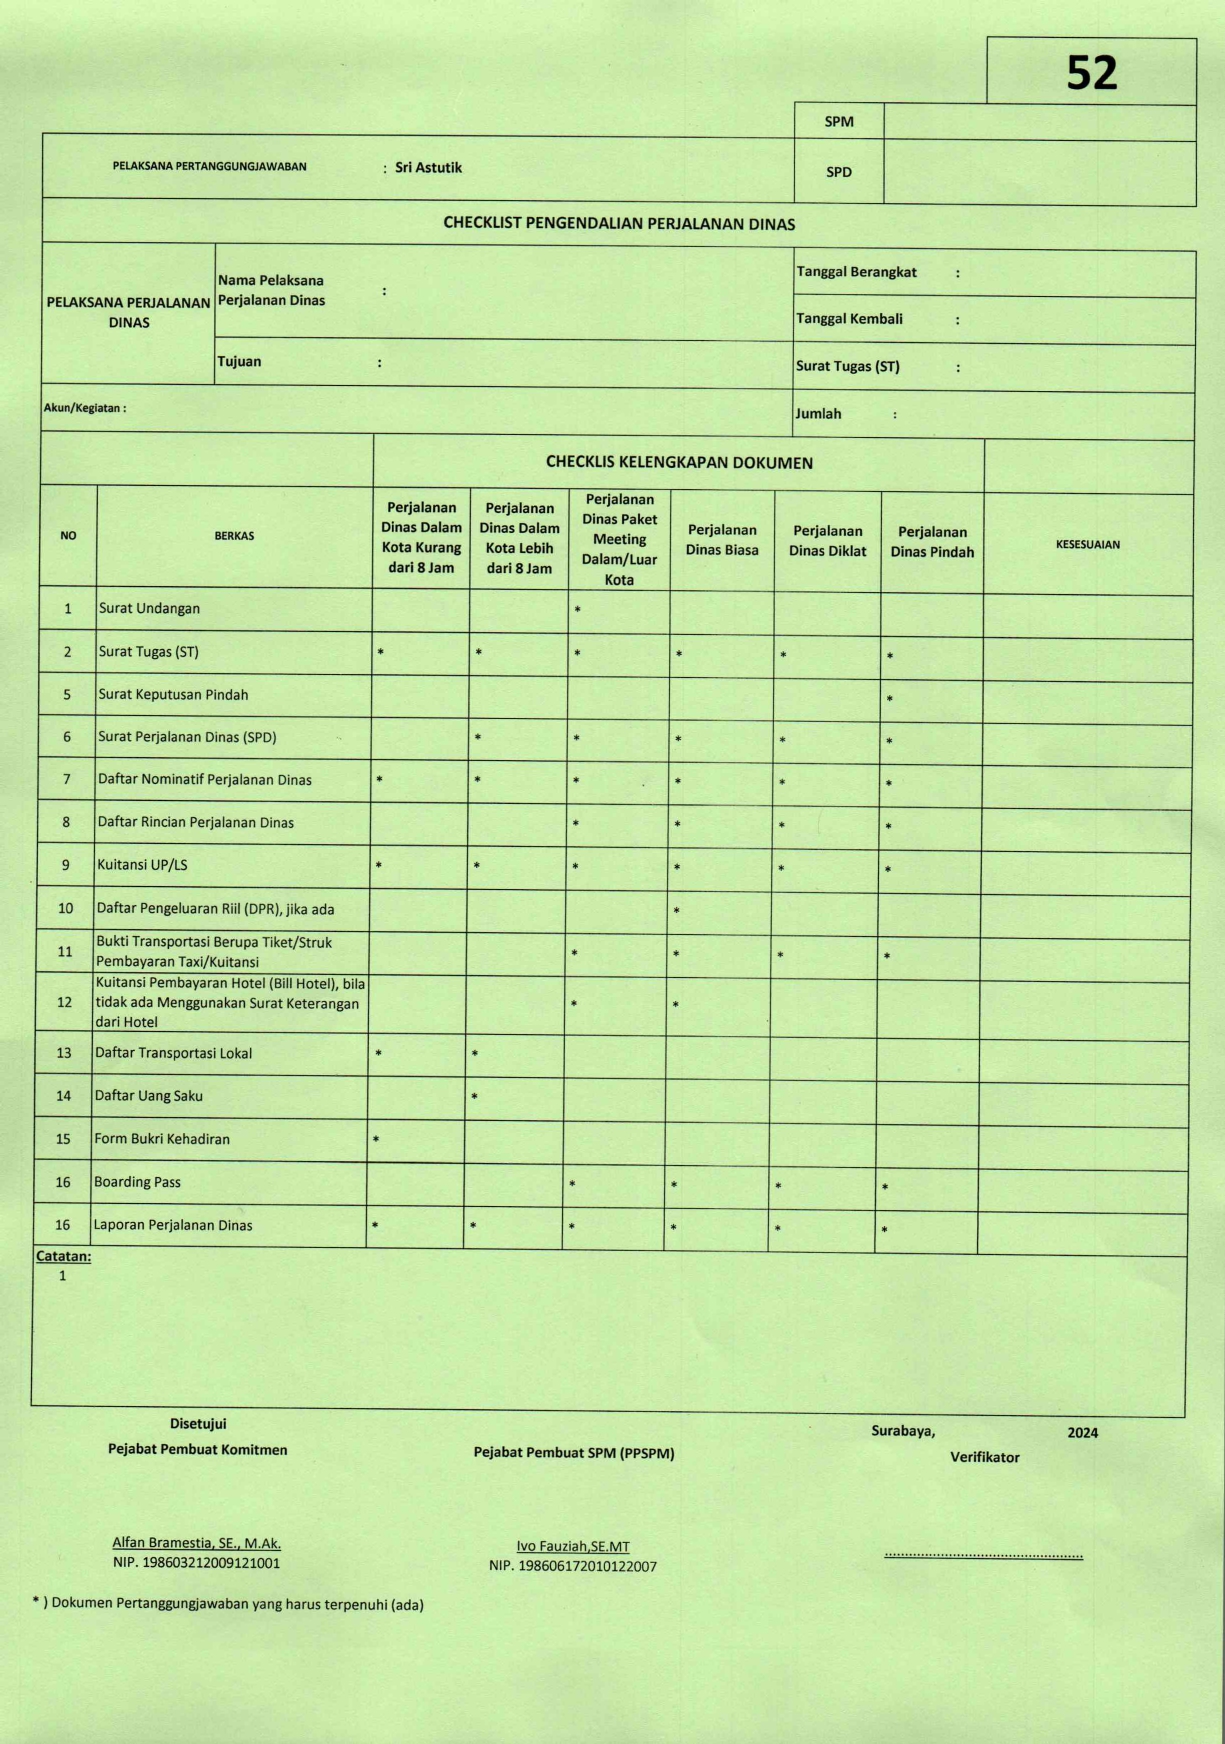 52
SPM
PELAKSANA PERTANGGUNGJAWABAN : Sri Astutik
SPD
CHECKLIST PENGENDALIAN PERJALANAN DINAS
PELAKSANA PERJALANAN DINAS
Nama Pelaksana Perjalanan Dinas :
Tanggal Berangkat :
Tanggal Kembali :
Tujuan :
Surat Tugas (ST) :
Akun/Kegiatan :
Jumlah :
CHECKLIS KELENGKAPAN DOKUMEN
NO BERKAS Perjalanan Dinas Dalam Kota Kurang dari 8 Jam Perjalanan Dinas Dalam Kota Lebih dari 8 Jam Perjalanan Dinas Paket Meeting Dalam/Luar Kota Perjalanan Dinas Biasa Perjalanan Dinas Diklat Perjalanan Dinas Pindah KESESUAIAN
1 Surat Undangan *
2 Surat Tugas (ST) * * * * * *
5 Surat Keputusan Pindah *
6 Surat Perjalanan Dinas (SPD) * * * * *
7 Daftar Nominatif Perjalanan Dinas * * * * * *
8 Daftar Rincian Perjalanan Dinas * * * *
9 Kuitansi UP/LS * * * * * *
10 Daftar Pengeluaran Riil (DPR), jika ada *
11 Bukti Transportasi Berupa Tiket/Struk Pembayaran Taxi/Kuitansi * * * *
12 Kuitansi Pembayaran Hotel (Bill Hotel), bila tidak ada Menggunakan Surat Keterangan dari Hotel * *
13 Daftar Transportasi Lokal * *
14 Daftar Uang Saku *
15 Form Bukri Kehadiran *
16 Boarding Pass * * * *
16 Laporan Perjalanan Dinas * * * * * *
Catatan:
1
Disetujui
Pejabat Pembuat Komitmen
Alfan Bramestia, SE., M.Ak.
NIP. 198603212009121001
Pejabat Pembuat SPM (PPSPM)
Ivo Fauziah,SE.MT
NIP. 198606172010122007
Surabaya, 2024
Verifikator
..................................................
* ) Dokumen Pertanggungjawaban yang harus terpenuhi (ada)